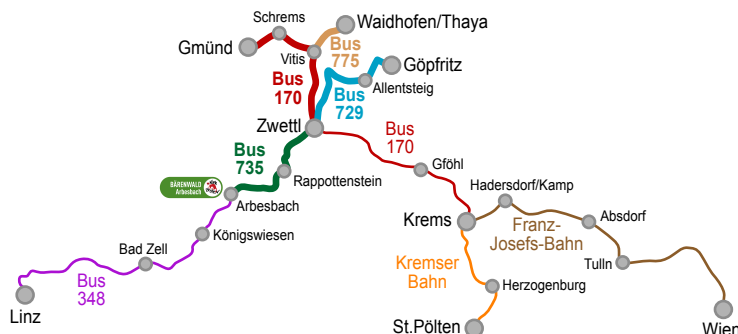 Schrems
Waidhofen/Thaya
Gmünd
Vitis
Bus
775
Bus
170
Göpfritz
Allentsteig
Bus
729
Zwettl
Bus
170
Bus
735
Gföhl
Rappottenstein
BÄRENWALD
Arbesbach
Arbesbach
Hadersdorf/Kamp
Krems
Franz-
Josefs-Bahn
Absdorf
Königswiesen
Bad Zell
Tulln
Kremser
Bahn
Bus
348
Herzogenburg
Linz
St.Pölten
Wien